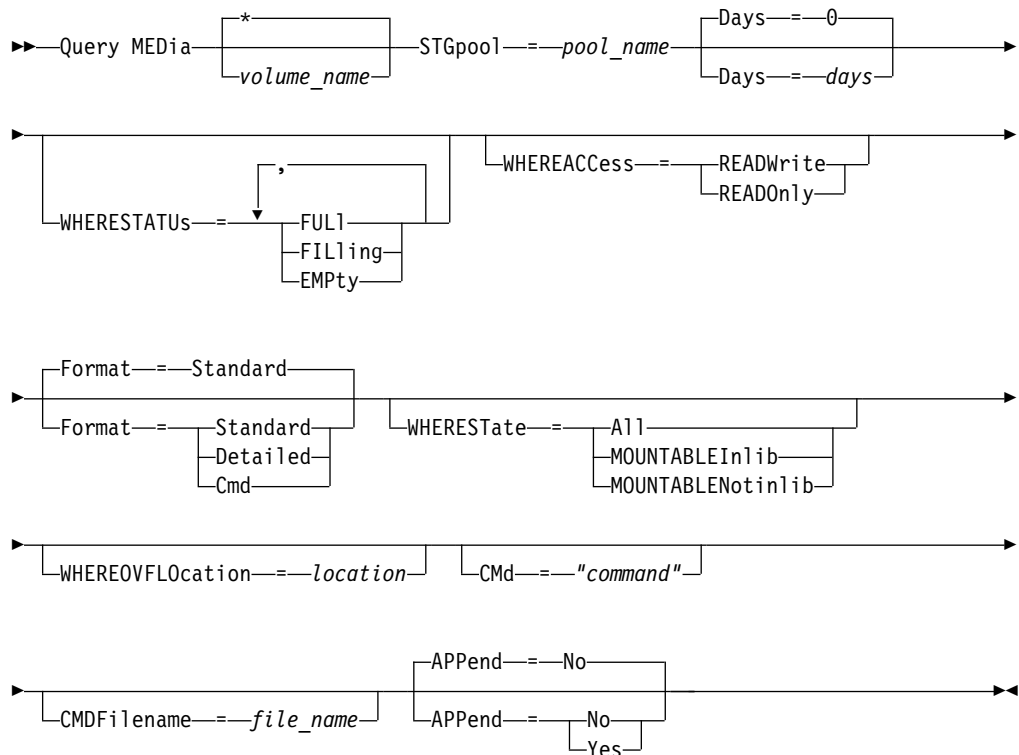 *
Days = 0
Query MEDia STGpool = pool_name
volume_name
Days = days
WHERESTATUs = FULl
,
FILling
EMPty
WHEREACCess = READWrite
READOnly
Format = Standard
Format = Standard
Detailed
Cmd
WHERESTate = All
MOUNTABLEInlib
MOUNTABLENotinlib
WHEREOVFLOcation = location
CMd = "command"
CMDFilename = file_name
APPend = No
APPend = No
Yes